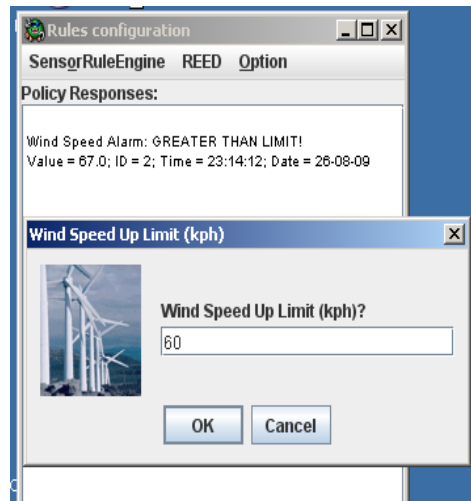 Rules configuration
SensorRuleEngine REED Option
Policy Responses:
Wind Speed Alarm: GREATER THAN LIMIT!
Value = 67.0; ID = 2; Time = 23:14:12; Date = 26-08-09
Wind Speed Up Limit (kph)
Wind Speed Up Limit (kph)?
60
OK Cancel